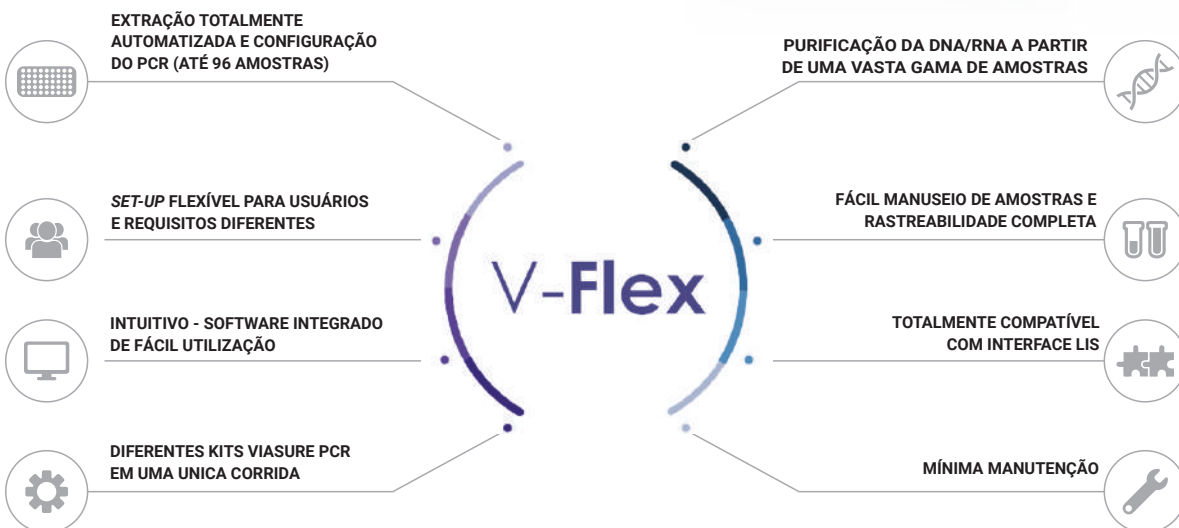 EXTRAÇÃO TOTALMENTE
AUTOMATIZADA E CONFIGURAÇÃO
DO PCR (ATÉ 96 AMOSTRAS)
SET-UP FLEXÍVEL PARA USUÁRIOS
E REQUISITOS DIFERENTES
INTUITIVO - SOFTWARE INTEGRADO
DE FÁCIL UTILIZAÇÃO
DIFERENTES KITS VIASURE PCR
EM UMA UNICA CORRIDA
V-Flex
PURIFICAÇÃO DA DNA/RNA A PARTIR
DE UMA VASTA GAMA DE AMOSTRAS
FÁCIL MANUSEIO DE AMOSTRAS E
RASTREABILIDADE COMPLETA
TOTALMENTE COMPATÍVEL
COM INTERFACE LIS
MÍNIMA MANUTENÇÃO